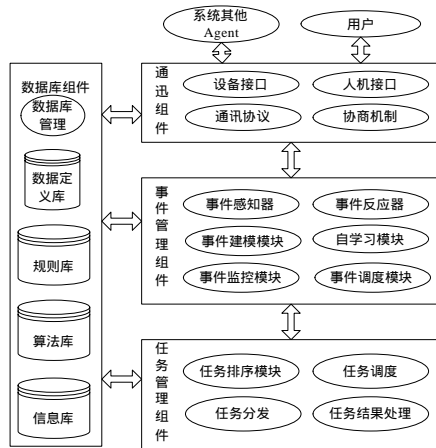 系统其他
Agent
用户
数据库组件
数据库
管理
数据定
义库
规则库
算法库
信息库
通讯组件
设备接口
人机接口
通讯协议
协商机制
事件管理组件
事件感知器
事件反应器
事件建模模块
自学习模块
事件监控模块
事件调度模块
任务管理组件
任务排序模块
任务调度
任务分发
任务结果处理